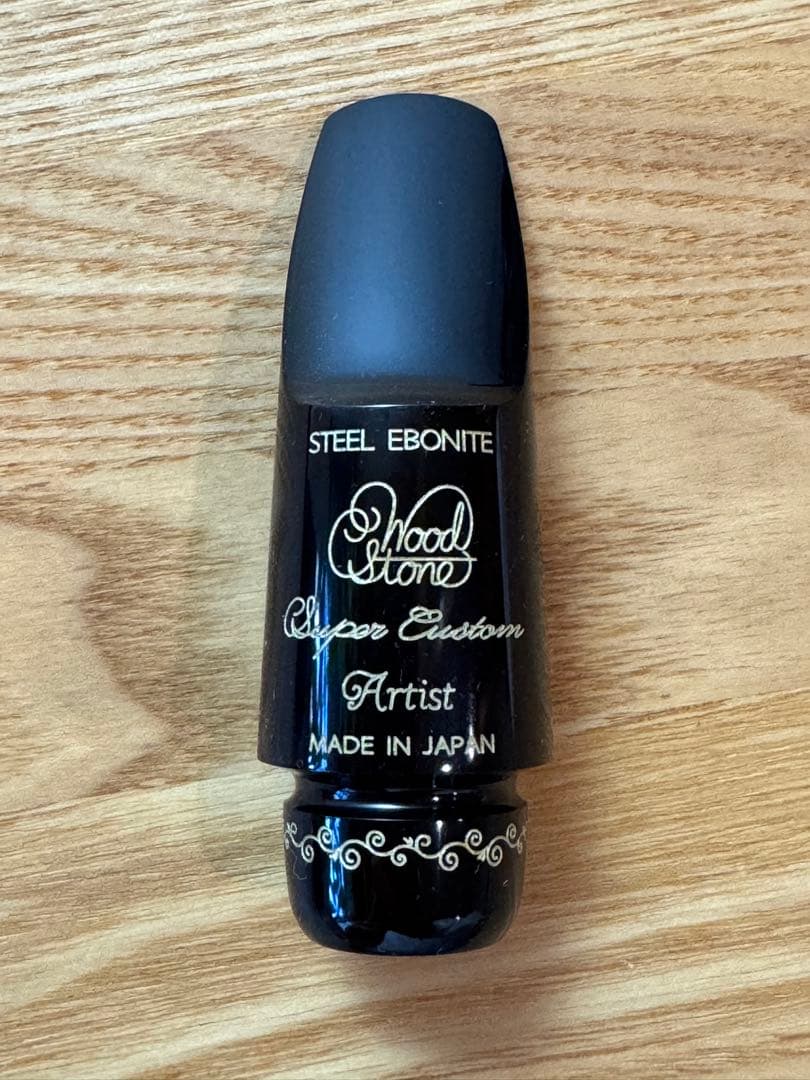 STEEL EBONITE
Wood
Stone
Super Custom
Artist
MADE IN JAPAN